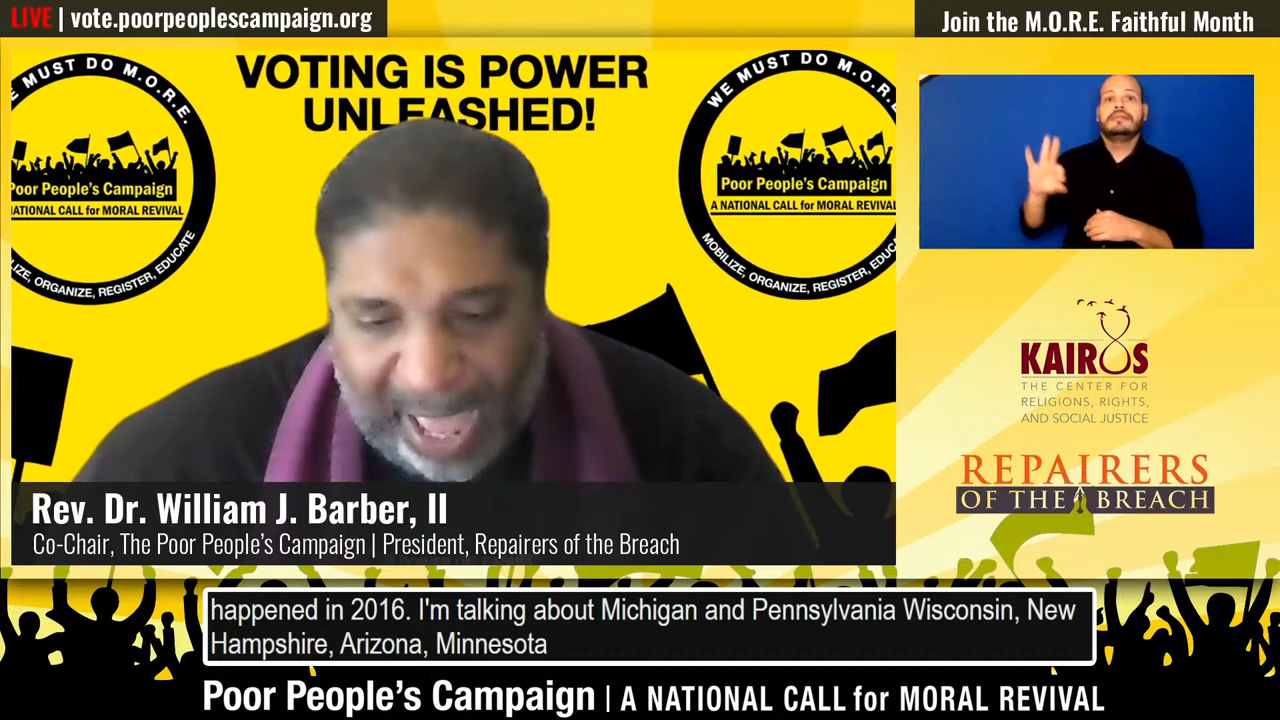 LIVE | vote.poorpeoplescampaign.org
Join the M.O.R.E. Faithful Month
VOTING IS POWER
UNLEASHED!
E MUST DO M.O.R.E.
Poor People's Campaign
NATIONAL CALL for MORAL REVIVAL
IZE, ORGANIZE, REGISTER, EDUCATE
WE MUST DO M.O.R.E
Poor People's Campaign
A NATIONAL CALL for MORAL REVIVAL
MOBILIZE, ORGANIZE, REGISTER, EDUC
KAIROS
THE CENTER FOR
RELIGIONS, RIGHTS,
AND SOCIAL JUSTICE
REPAIRERS
OF THE BREACH
Rev. Dr. William J. Barber, II
Co-Chair, The Poor People's Campaign | President, Repairers of the Breach
happened in 2016. I'm talking about Michigan and Pennsylvania Wisconsin, New
Hampshire, Arizona, Minnesota
Poor People's Campaign | A NATIONAL CALL for MORAL REVIVAL